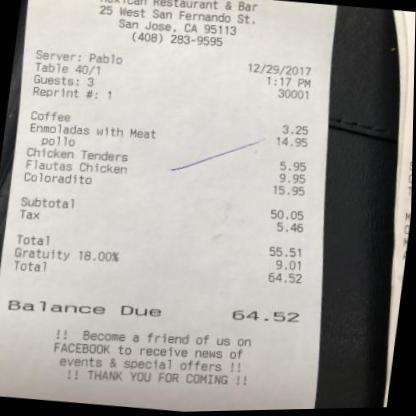 Mexican Restaurant & Bar
25 West San Fernando St.
San Jose, CA 95113
(408) 283-9595
Server: Pablo 12/29/2017
Table 40/1 1:17 PM
Guests: 3 30001
Reprint #: 1
Coffee 3.25
Enmoladas with Meat 14.95
pollo
Chicken Tenders 5.95
Flautas Chicken 9.95
Coloradito 15.95
Subtotal 50.05
Tax 5.46
Total 55.51
Gratuity 18.00% 9.01
Total 64.52
Balance Due 64.52
!! Become a friend of us on
FACEBOOK to receive news of
events & special offers !!
!! THANK YOU FOR COMING !!